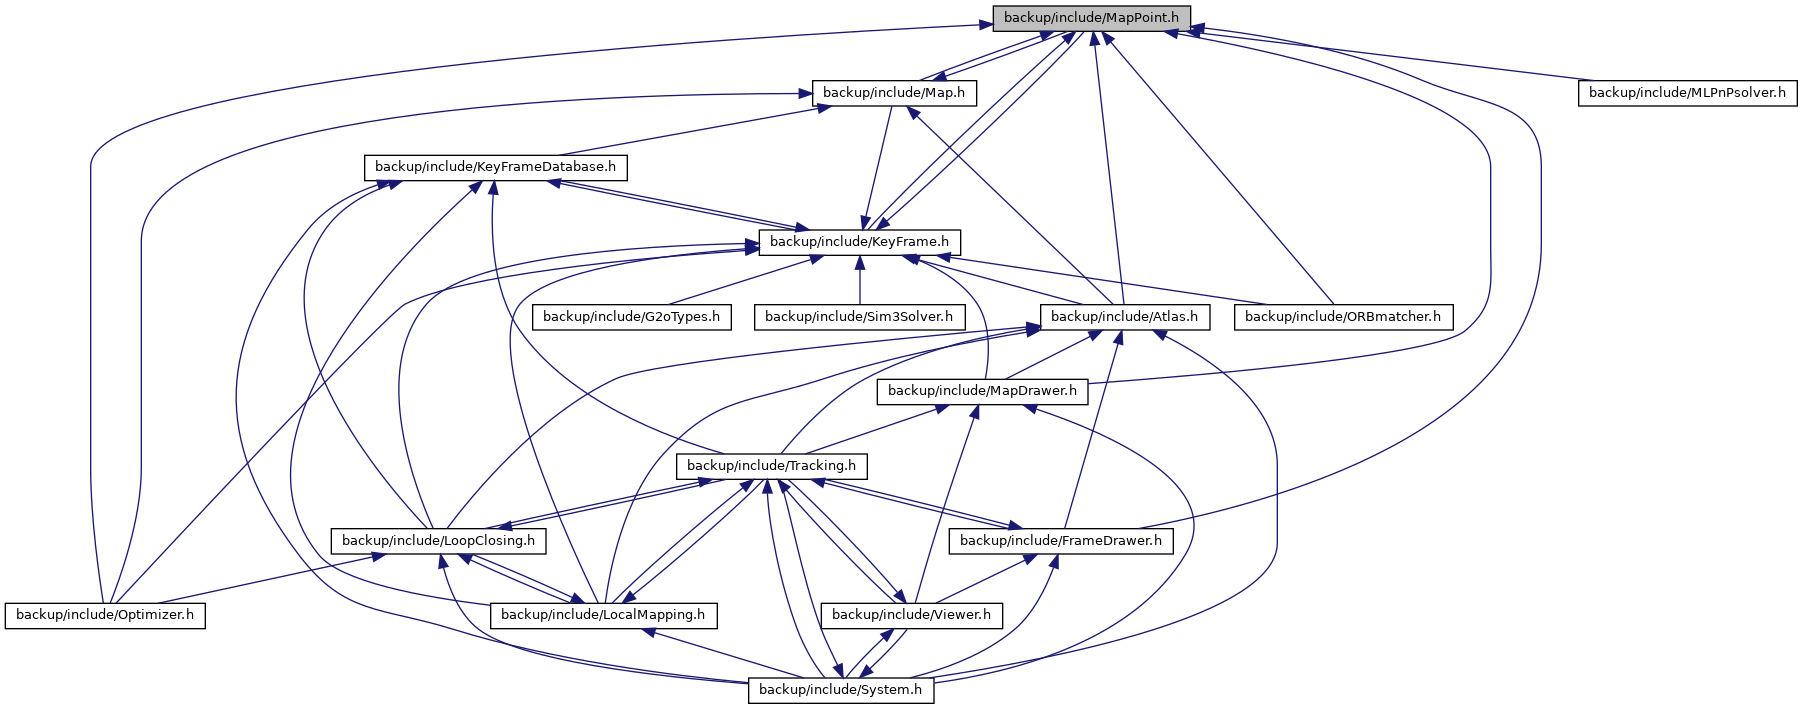 backup/include/MapPoint.h
backup/include/Map.h
backup/include/MLPnPsolver.h
backup/include/KeyFrameDatabase.h
backup/include/KeyFrame.h
backup/include/G2oTypes.h
backup/include/Sim3Solver.h
backup/include/Atlas.h
backup/include/ORBmatcher.h
backup/include/MapDrawer.h
backup/include/Tracking.h
backup/include/LoopClosing.h
backup/include/FrameDrawer.h
backup/include/Optimizer.h
backup/include/LocalMapping.h
backup/include/Viewer.h
backup/include/System.h